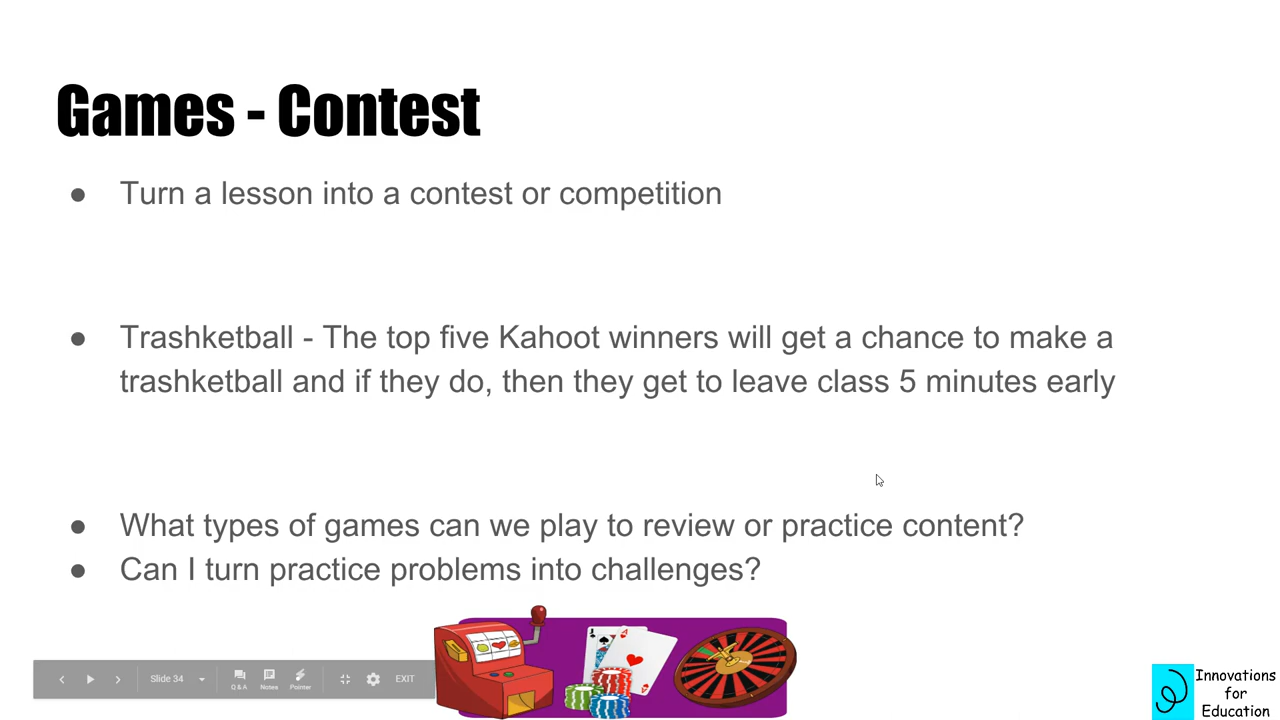 Games - Contest
● Turn a lesson into a contest or competition
● Trashketball - The top five Kahoot winners will get a chance to make a
trashketball and if they do, then they get to leave class 5 minutes early
● What types of games can we play to review or practice content?
● Can I turn practice problems into challenges?
Slide 34
Q & A
Notes
Pointer
EXIT
Innovations
for
Education